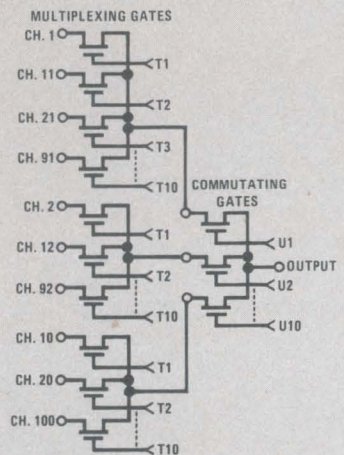 MULTIPLEXING GATES
CH. 1
T1
CH. 11
T2
CH. 21
T3
CH. 91
T10
COMMUTATING
GATES
CH. 2
T1
U1
CH. 12
OUTPUT
T2
U2
CH. 92
T10
U10
CH. 10
T1
CH. 20
T2
CH. 100
T10